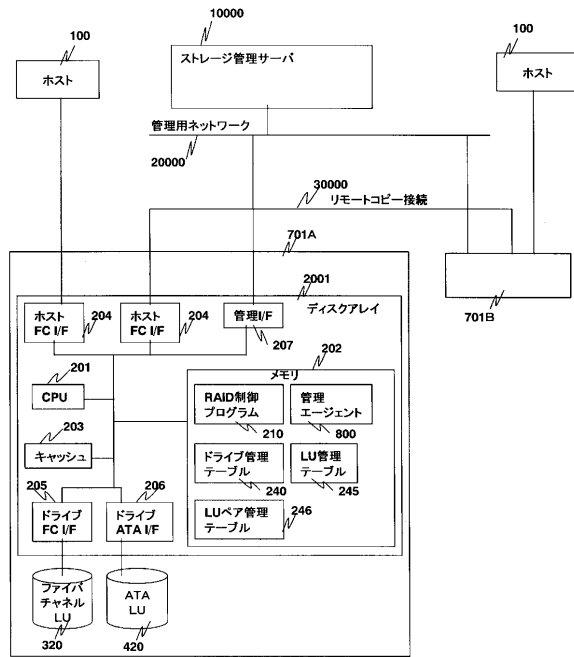 10000
100
ストレージ管理サーバ
100
ホスト
ホスト
管理用ネットワーク
20000
30000
リモートコピー接続
701A
2001
701B
ディスクアレイ
ホスト
FC I/F
204
ホスト
FC I/F
204
管理I/F
207
202
メモリ
201
CPU
RAID制御
プログラム
210
管理
エージェント
800
203
キャッシュ
ドライブ管理
テーブル
240
LU管理
テーブル
245
205
206
ドライブ
FC I/F
ドライブ
ATA I/F
LUペア管理
テーブル
246
ファイバ
チャネル
LU
320
ATA
LU
420